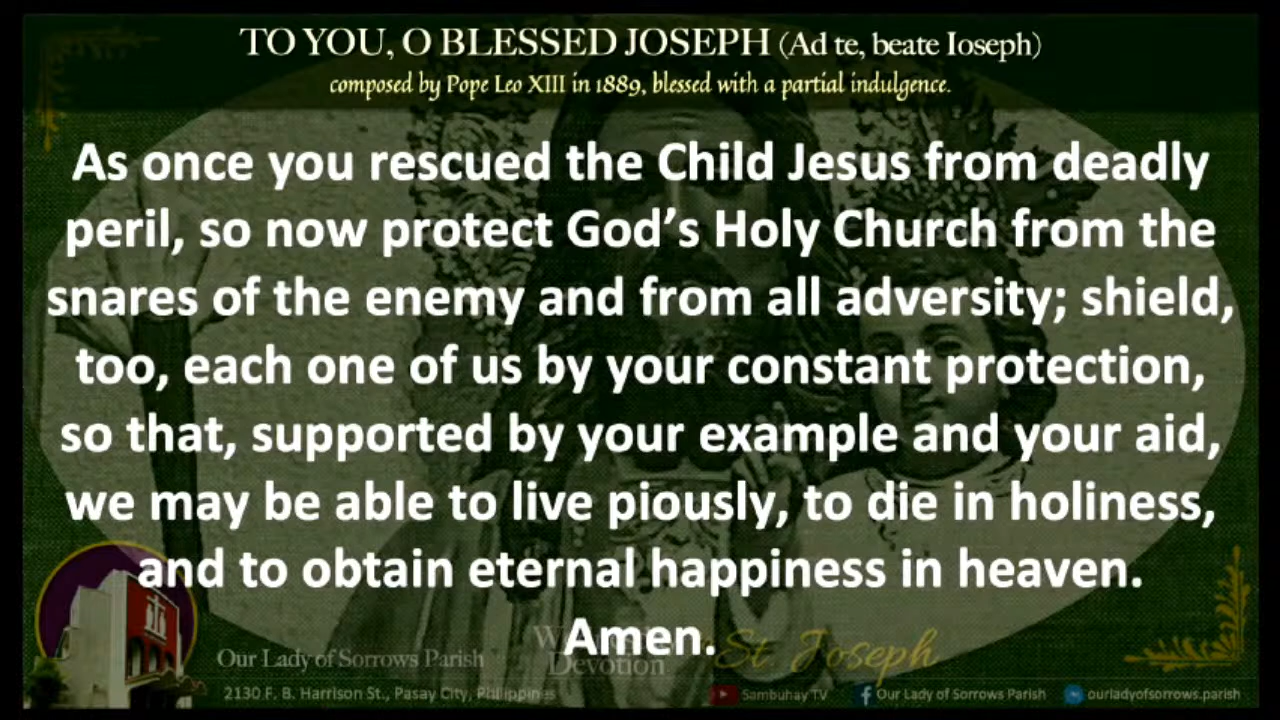 TO YOU, O BLESSED JOSEPH (Ad te, beate Ioseph)
composed by Pope Leo XIII in 1889, blessed with a partial indulgence.
As once you rescued the Child Jesus from deadly
peril, so now protect God’s Holy Church from the
snares of the enemy and from all adversity; shield,
too, each one of us by your constant protection,
so that, supported by your example and your aid,
we may be able to live piously, to die in holiness,
and to obtain eternal happiness in heaven.
Amen.
Devotion
St. Joseph
Our Lady of Sorrows Parish
2130 F. B. Harrison St., Pasay City, Philippines
Sambuhay TV
Our Lady of Sorrows Parish
ourladyofsorrows.parish